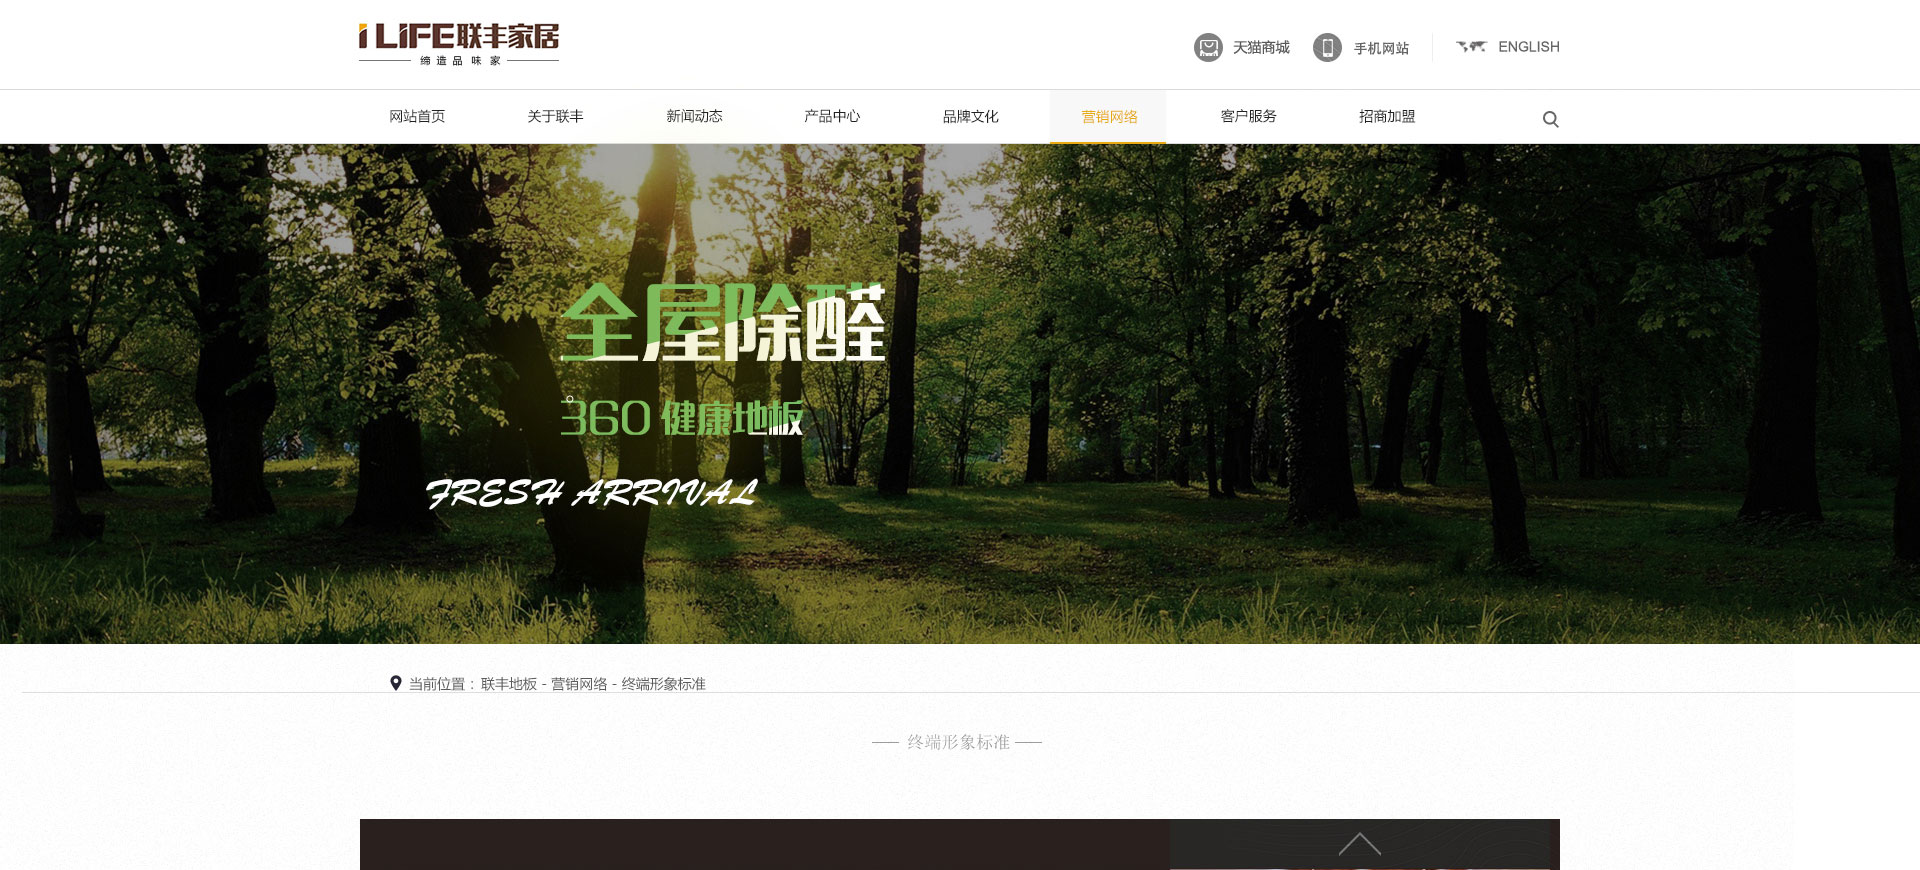 iLIFE联丰家居
缔造品味家
天猫商城
手机网站
ENGLISH
网站首页
关于联丰
新闻动态
产品中心
品牌文化
营销网络
客户服务
招商加盟
全屋除醛
360健康地板
FRESH ARRIVAL
当前位置：联丰地板 - 营销网络 - 终端形象标准
终端形象标准